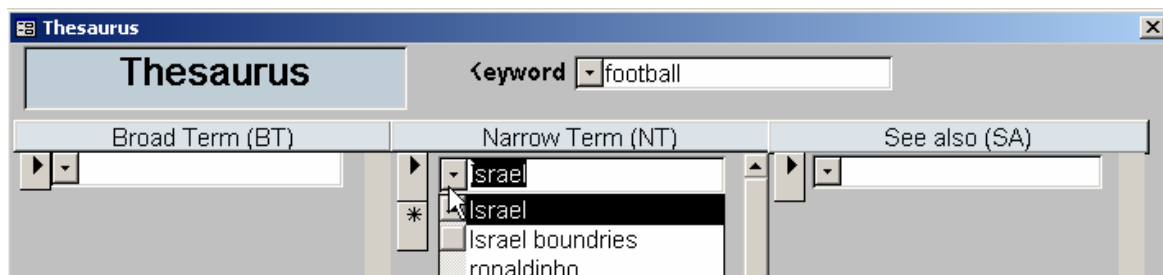 Thesaurus
Thesaurus Keyword football
Broad Term (BT) Narrow Term (NT) See also (SA)
Israel
Israel
Israel boundries
ronaldinho